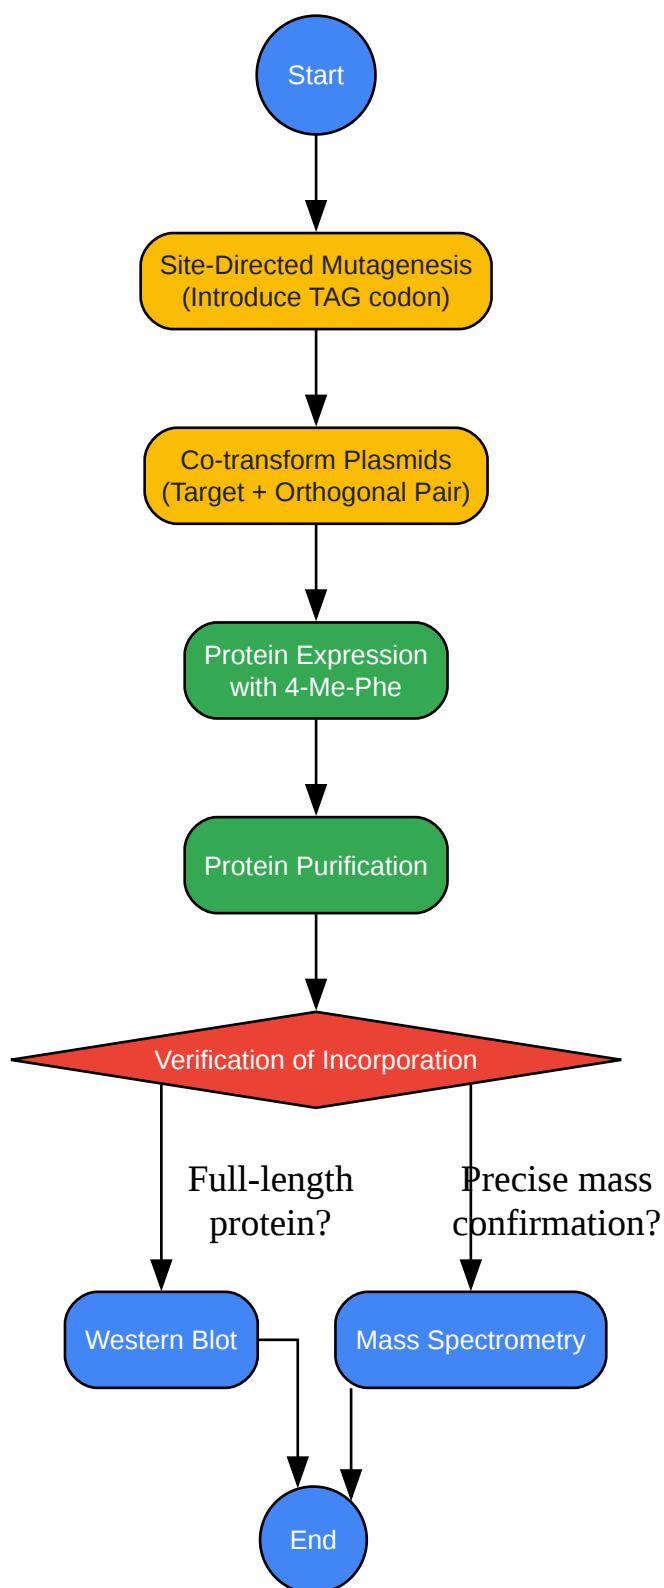 Start
Site-Directed Mutagenesis
(Introduce TAG codon)
Co-transform Plasmids
(Target + Orthogonal Pair)
Protein Expression
with 4-Me-Phe
Protein Purification
Verification of Incorporation
Full-length
protein?
Precise mass
confirmation?
Western Blot
Mass Spectrometry
End